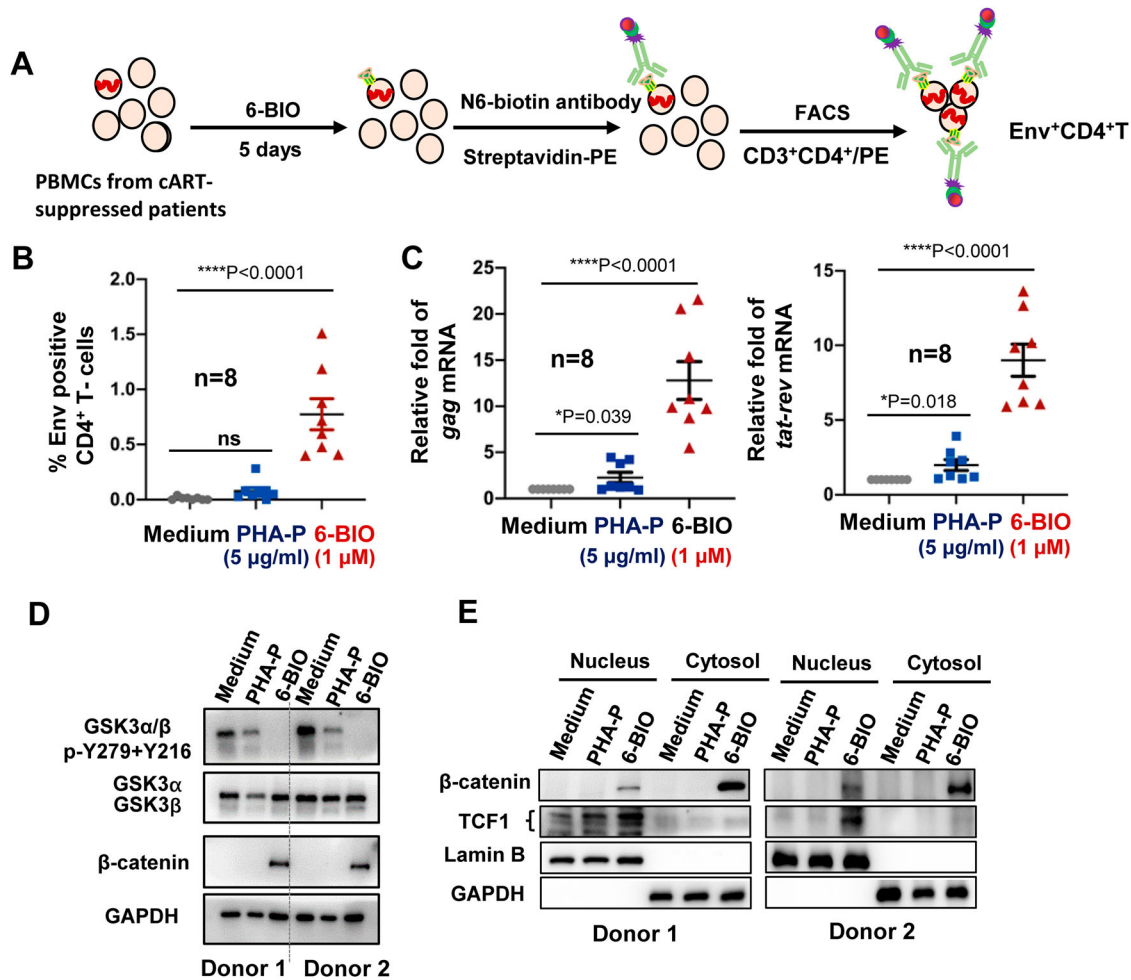 A
6-BIO
5 days
N6-biotin antibody
Streptavidin-PE
FACS
CD3⁺CD4⁺/PE
Env⁺CD4⁺T
PBMCs from cART-
suppressed patients
B
% Env positive
CD4⁺ T- cells
2.0
1.5
1.0
0.5
0.0
****P<0.0001
n=8
ns
Medium PHA-P 6-BIO
(5 µg/ml) (1 µM)
C
Relative fold of
gag mRNA
25
20
15
10
5
0
****P<0.0001
n=8
*P=0.039
Medium PHA-P 6-BIO
(5 µg/ml) (1 µM)
Relative fold of
tat-rev mRNA
15
10
5
0
****P<0.0001
n=8
*P=0.018
Medium PHA-P 6-BIO
(5 µg/ml) (1 µM)
D
Medium PHA-P 6-BIO Medium PHA-P 6-BIO
GSK3α/β
p-Y279+Y216
GSK3α
GSK3β
β-catenin
GAPDH
Donor 1 Donor 2
E
Nucleus Cytosol Nucleus Cytosol
Medium PHA-P 6-BIO Medium PHA-P 6-BIO Medium PHA-P 6-BIO Medium PHA-P 6-BIO
β-catenin
TCF1 {
Lamin B
GAPDH
Donor 1 Donor 2